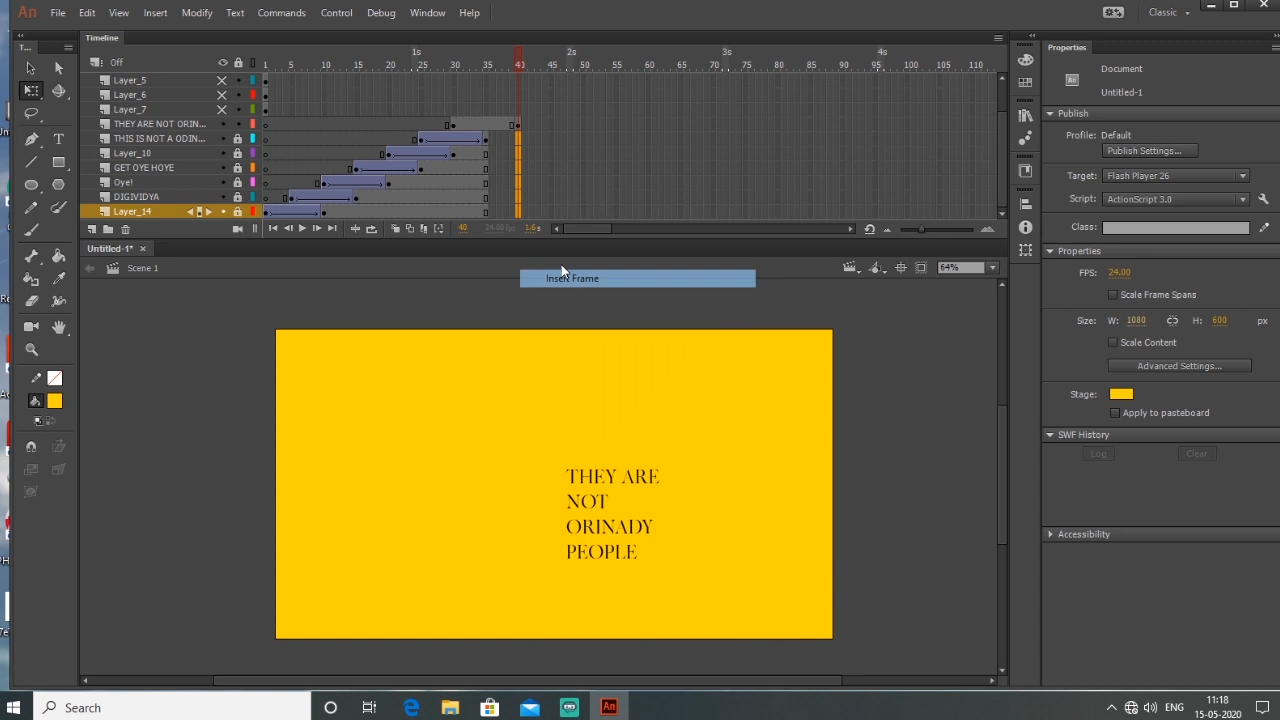 An File Edit View Insert Modify Text Commands Control Debug Window Help Classic
T... Timeline Properties
1s 2s 3s 4s
Off 1 5 10 15 20 25 30 35 40 45 50 55 60 65 70 75 80 85 90 95 100 105 110
Layer_5
Layer_6
Layer_7
THEY ARE NOT ORIN...
THIS IS NOT A ODIN...
Layer_10
GET OYE HOYE
Oye!
DIGIVIDYA
Layer_14
40 24.00 fps 1.6s
Untitled-1*
Scene 1 64%
Insert Frame
THEY ARE
NOT
ORINADY
PEOPLE
An Document
Untitled-1
Publish
Profile: Default
Publish Settings...
Target: Flash Player 26
Script: ActionScript 3.0
Class:
Properties
FPS: 24.00
Scale Frame Spans
Size: W: 1080 H: 600 px
Scale Content
Advanced Settings...
Stage:
Apply to pasteboard
SWF History
Log Clear
Accessibility
Search An 11:18
15-05-2020